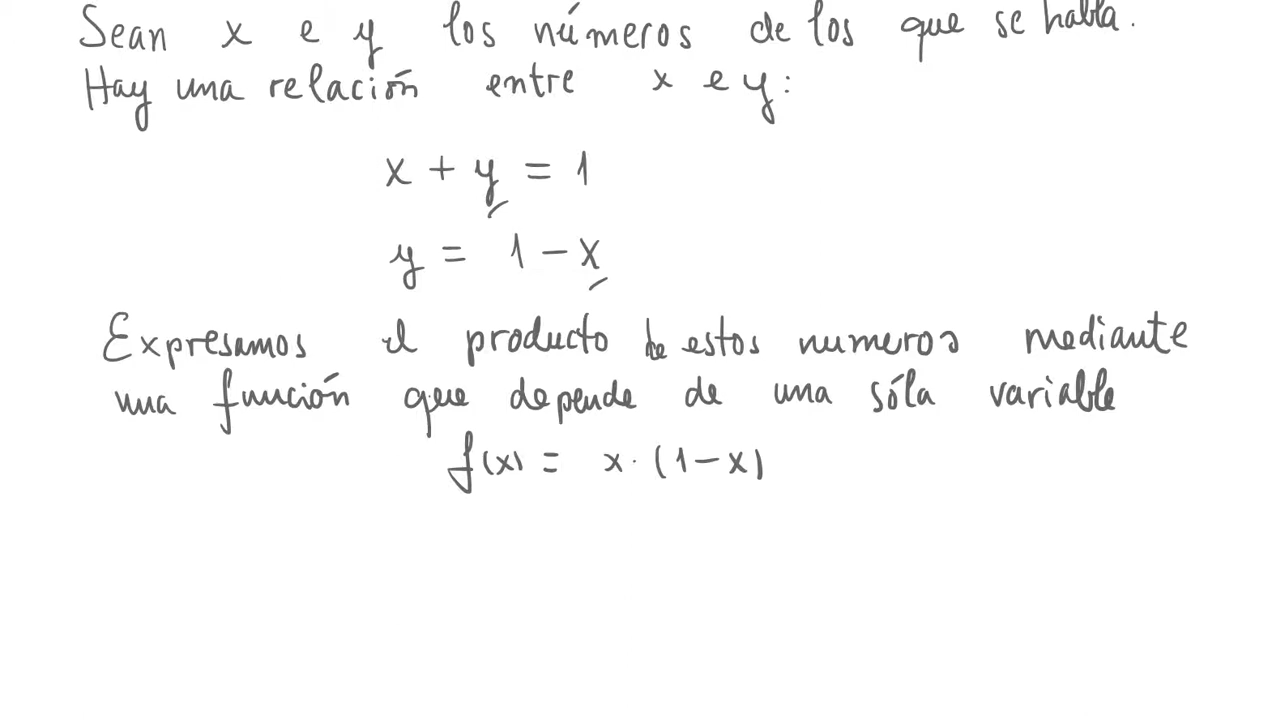 Sean x e y los números de los que se habla.
Hay una relación entre x e y:
x + y = 1
y = 1 - x
Expresamos el producto de estos numeros mediante
una función que depende de una sóla variable
f(x) = x · (1 - x)